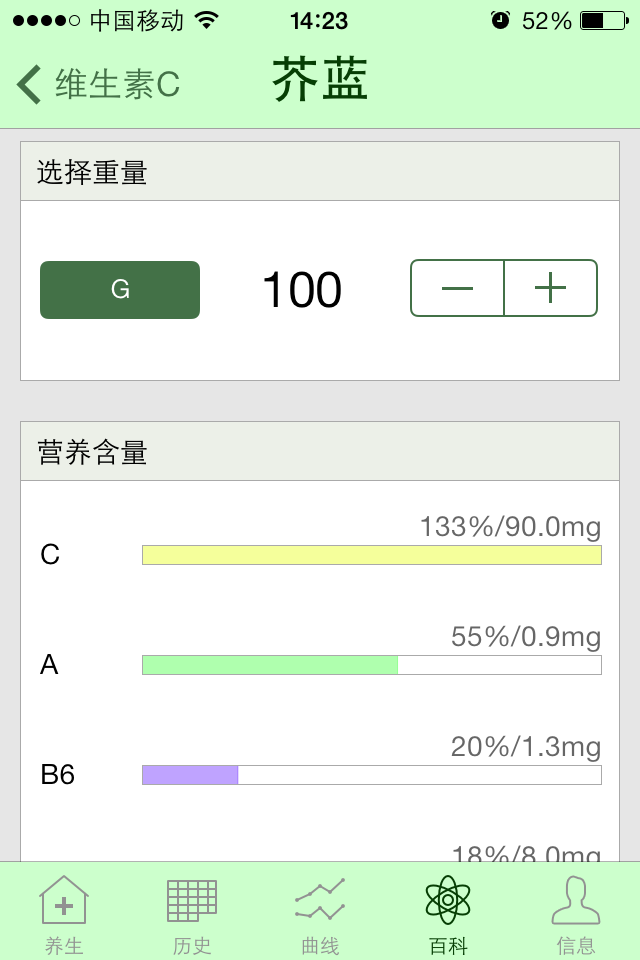 中国移动 14:23 52%
维生素C 芥蓝
选择重量
G 100
营养含量
133%/90.0mg
C
55%/0.9mg
A
20%/1.3mg
B6
18%/8.0mg
养生 历史 曲线 百科 信息